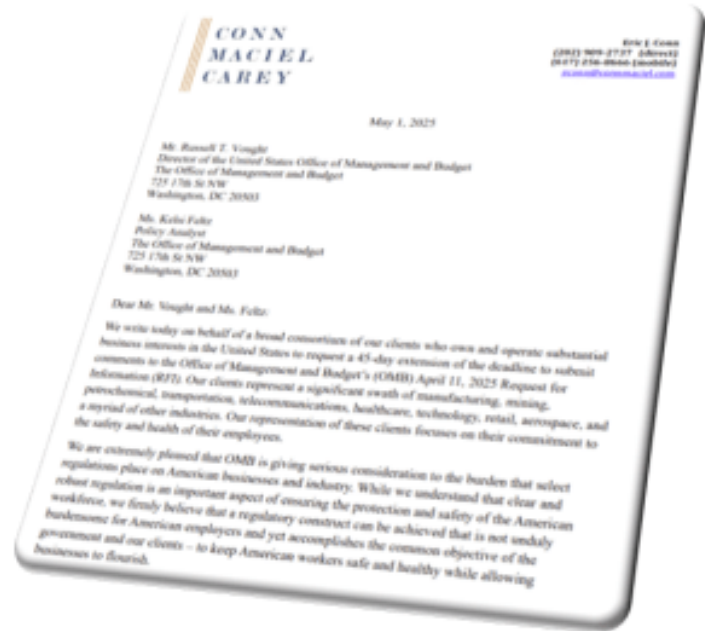 CONN
MACIEL
CAREY
Eric J. Conn
(202) 909-2737 (direct)
(mobile)
econn@connmaciel.com
May 1, 2025
Mr. Russell T. Vought
Director of the United States Office of Management and Budget
The Office of Management and Budget
725 17th St NW
Washington, DC 20503
Ms. Kelsi Feltz
Policy Analyst
The Office of Management and Budget
725 17th St NW
Washington, DC 20503
Dear Mr. Vought and Ms. Feltz:
We write today on behalf of a broad consortium of our clients who own and operate substantial
business interests in the United States to request a 45-day extension of the deadline to submit
comments to the Office of Management and Budget's (OMB) April 11, 2025 Request for
Information (RFI). Our clients represent a significant swath of manufacturing, mining,
petrochemical, transportation, telecommunications, healthcare, technology, retail, aerospace, and
a myriad of other industries. Our representation of these clients focuses on their commitment to
the safety and health of their employees.
We are extremely pleased that OMB is giving serious consideration to the burden that select
regulations place on American businesses and industry. While we understand that clear and
robust regulation is an important aspect of ensuring the protection and safety of the American
workforce, we firmly believe that a regulatory construct can be achieved that is not unduly
burdensome for American employers and yet accomplishes the common objective of the
government and our clients – to keep American workers safe and healthy while allowing
businesses to flourish.